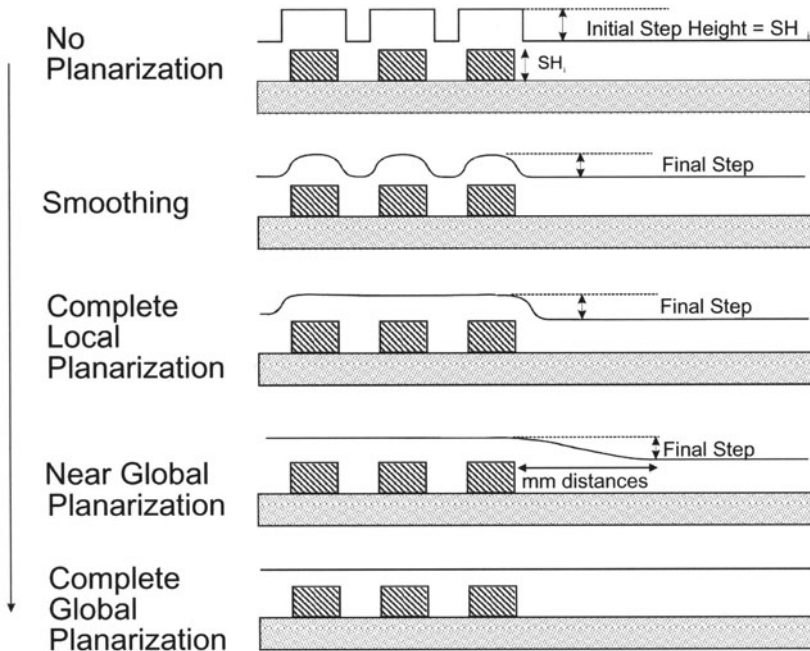 No
Planarization
Initial Step Height = SH i
SH i
Smoothing
Final Step
Complete
Local
Planarization
Final Step
Near Global
Planarization
Final Step
mm distances
Complete
Global
Planarization